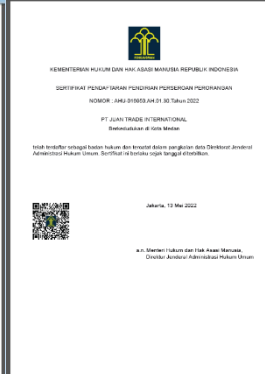 KEMENTERIAN HUKUM DAN HAK ASASI MANUSIA REPUBLIK INDONESIA
SERTIFIKAT PENDAFTARAN PENDIRIAN PERSEROAN PERORANGAN
NOMOR : AHU-
.AH.01.30.Tahun 2022
PT JUAN TRADE INTERNATIONAL
Berkedudukan di Kota Medan
telah terdaftar sebagai badan hukum dan tercatat dalam pangkalan data Direktorat Jenderal
Administrasi Hukum Umum. Sertifikat ini berlaku sejak tanggal diterbitkan.
Jakarta, 13 Mei 2022
a.n. Menteri Hukum dan Hak Asasi Manusia,
Direktur Jenderal Administrasi Hukum Umum